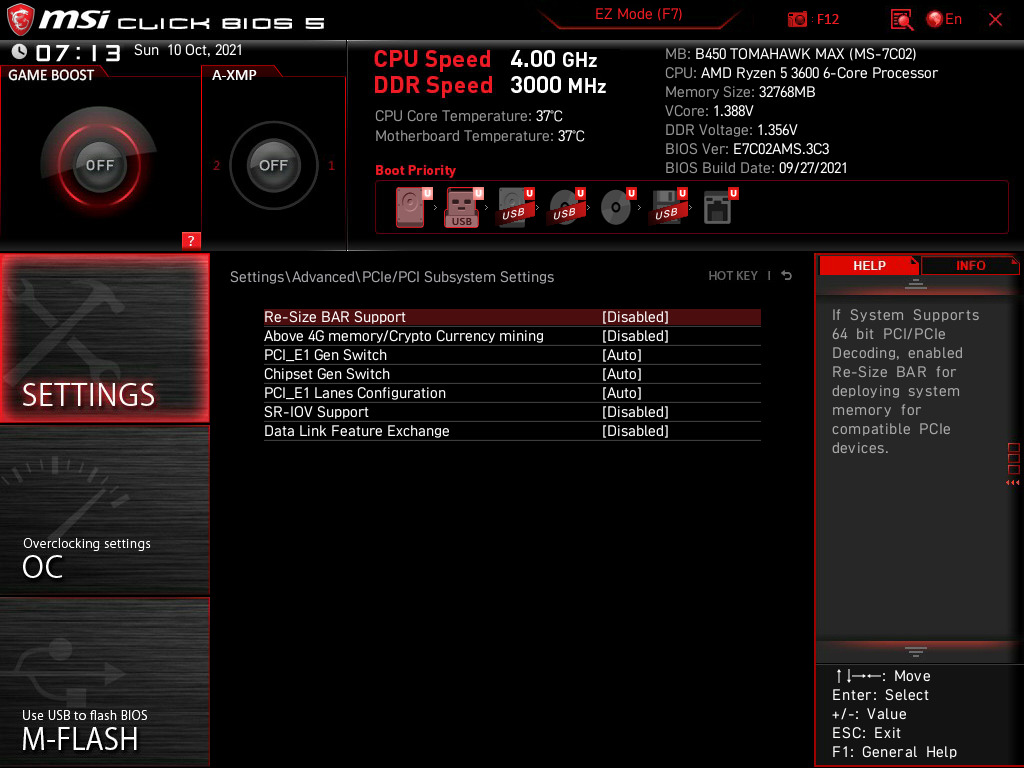 msi CLICK BIOS 5
EZ Mode (F7)
: F12
En
07:13 Sun 10 Oct, 2021
GAME BOOST
OFF
?
A-XMP
2 OFF 1
CPU Speed 4.00 GHz
DDR Speed 3000 MHz
CPU Core Temperature: 37°C
Motherboard Temperature: 37°C
MB: B450 TOMAHAWK MAX (MS-7C02)
CPU: AMD Ryzen 5 3600 6-Core Processor
Memory Size: 32768MB
VCore: 1.388V
DDR Voltage: 1.356V
BIOS Ver: E7C02AMS.3C3
BIOS Build Date: 09/27/2021
Boot Priority
U U U U U U U
USB USB USB USB
SETTINGS
Overclocking settings
OC
Use USB to flash BIOS
M-FLASH
Settings\Advanced\PCIe/PCI Subsystem Settings
HOT KEY |
Re-Size BAR Support [Disabled]
Above 4G memory/Crypto Currency mining [Disabled]
PCI_E1 Gen Switch [Auto]
Chipset Gen Switch [Auto]
PCI_E1 Lanes Configuration [Auto]
SR-IOV Support [Disabled]
Data Link Feature Exchange [Disabled]
HELP INFO
If System Supports
64 bit PCI/PCIe
Decoding, enabled
Re-Size BAR for
deploying system
memory for
compatible PCIe
devices.
↑↓→←: Move
Enter: Select
+/-: Value
ESC: Exit
F1: General Help